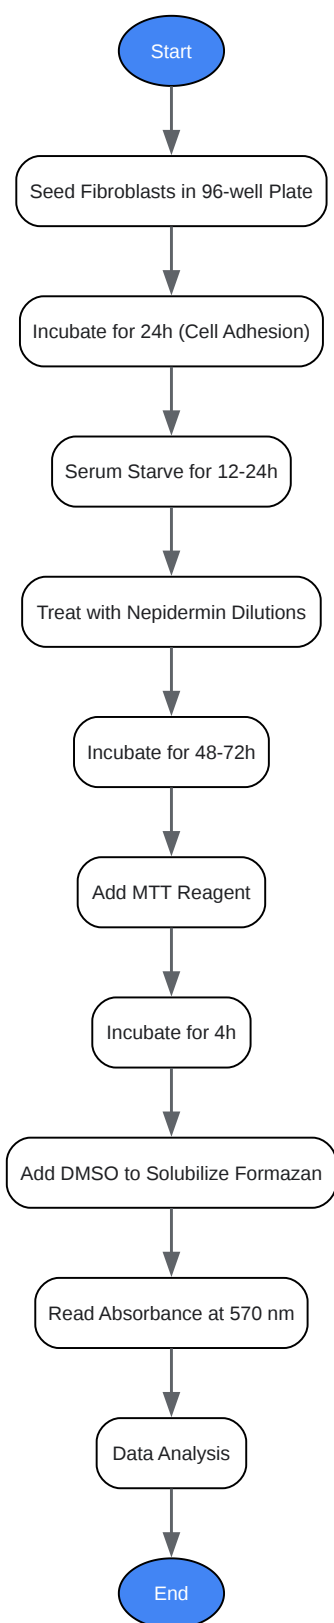 Start
Seed Fibroblasts in 96-well Plate
Incubate for 24h (Cell Adhesion)
Serum Starve for 12-24h
Treat with Nepidermin Dilutions
Incubate for 48-72h
Add MTT Reagent
Incubate for 4h
Add DMSO to Solubilize Formazan
Read Absorbance at 570 nm
Data Analysis
End